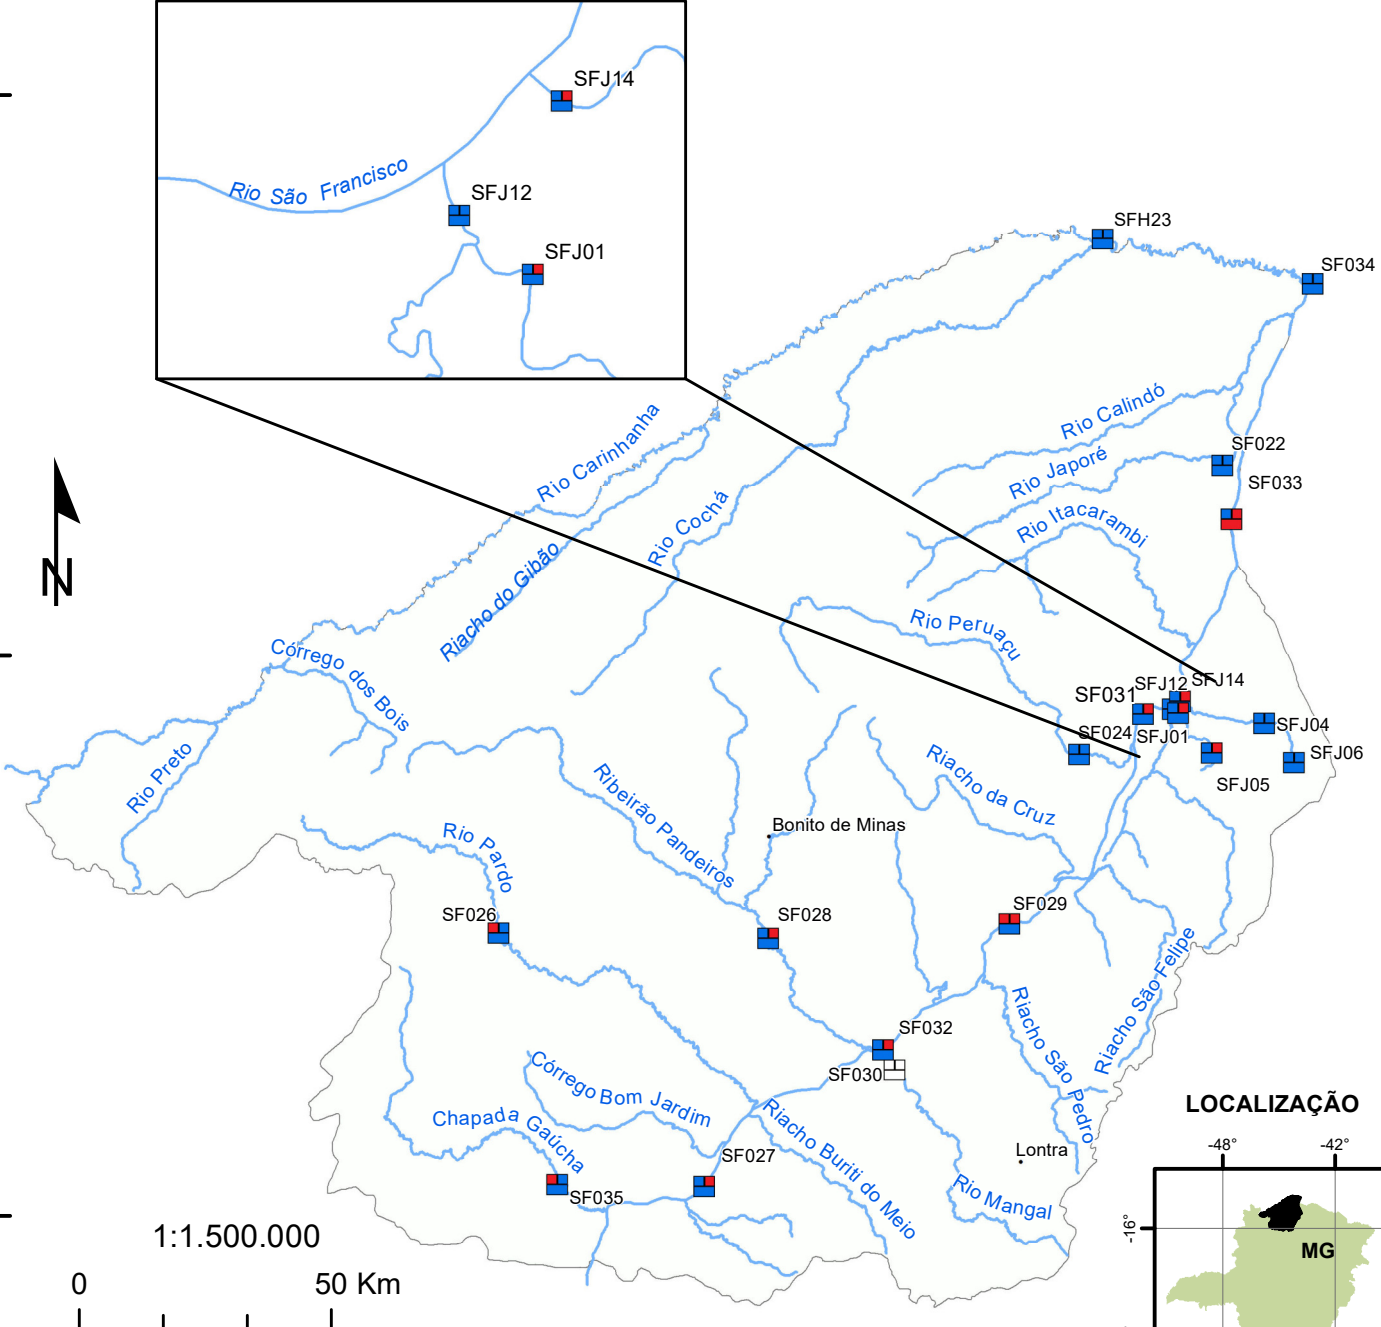 SFJ14
Rio São Francisco
SFJ12
SFJ01
SFH23
SF034
Rio Calindó
Rio Carinhanha
SF022
Rio Japoré
SF033
Rio Cochá
Rio Itacarambi
N
Riacho do Gibão
Rio Peruaçu
Córrego dos Bois
SFJ12
SFJ14
SF031
SF024
SFJ01
SFJ04
SFJ06
SFJ05
Rio Preto
Ribeirão Pandeiros
Riacho da Cruz
Bonito de Minas
Rio Pardo
SF026
SF028
SF029
Riacho São Felipe
Riacho São Pedro
SF032
SF030
Córrego Bom Jardim
Chapada Gaúcha
Riacho Buriti do Meio
LOCALIZAÇÃO
-48°
-42°
Lontra
SF027
SF035
Rio Mangal
-16°
MG
1:1.500.000
0
50 Km